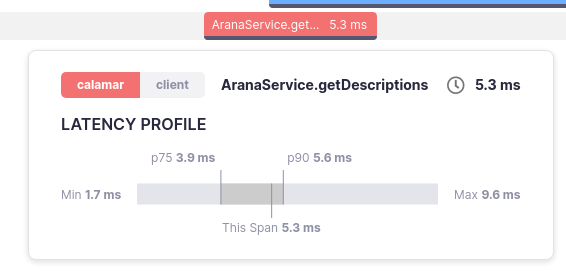 AranaService.get... 5.3 ms
calamar client AranaService.getDescriptions 5.3 ms
LATENCY PROFILE
p75 3.9 ms p90 5.6 ms
Min 1.7 ms Max 9.6 ms
This Span 5.3 ms